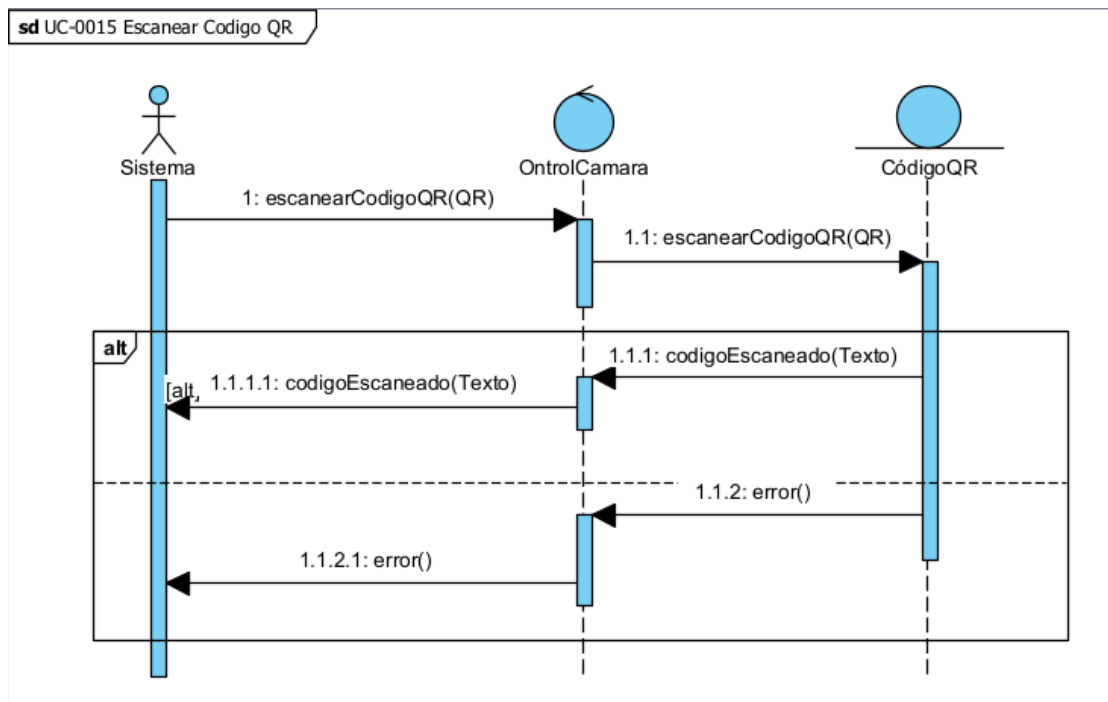 sd UC-0015 Escanear Codigo QR
Sistema
OntrolCamara
CódigoQR
1: escanearCodigoQR(QR)
1.1: escanearCodigoQR(QR)
alt
1.1.1: codigoEscaneado(Texto)
[alt
1.1.1.1: codigoEscaneado(Texto)
1.1.2: error()
1.1.2.1: error()